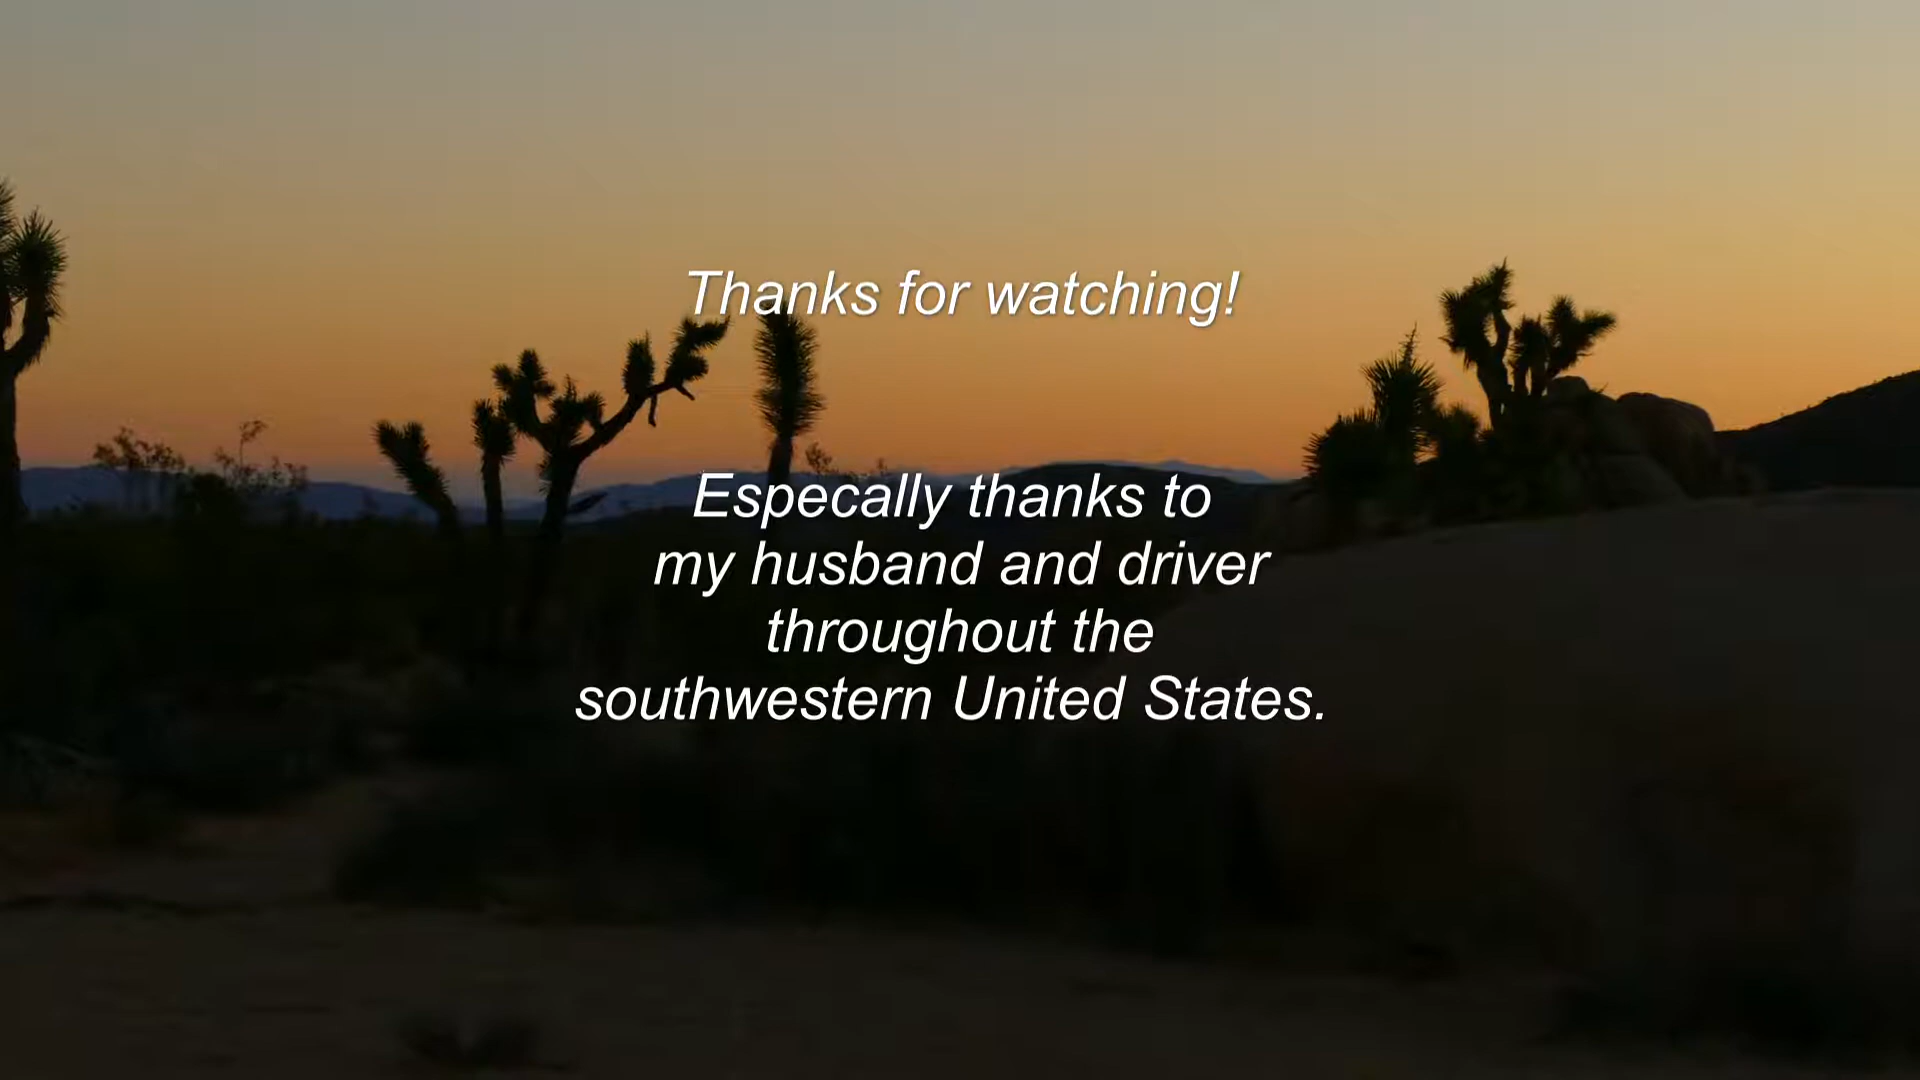 Thanks for watching!
Especally thanks to
my husband and driver
throughout the
southwestern United States.